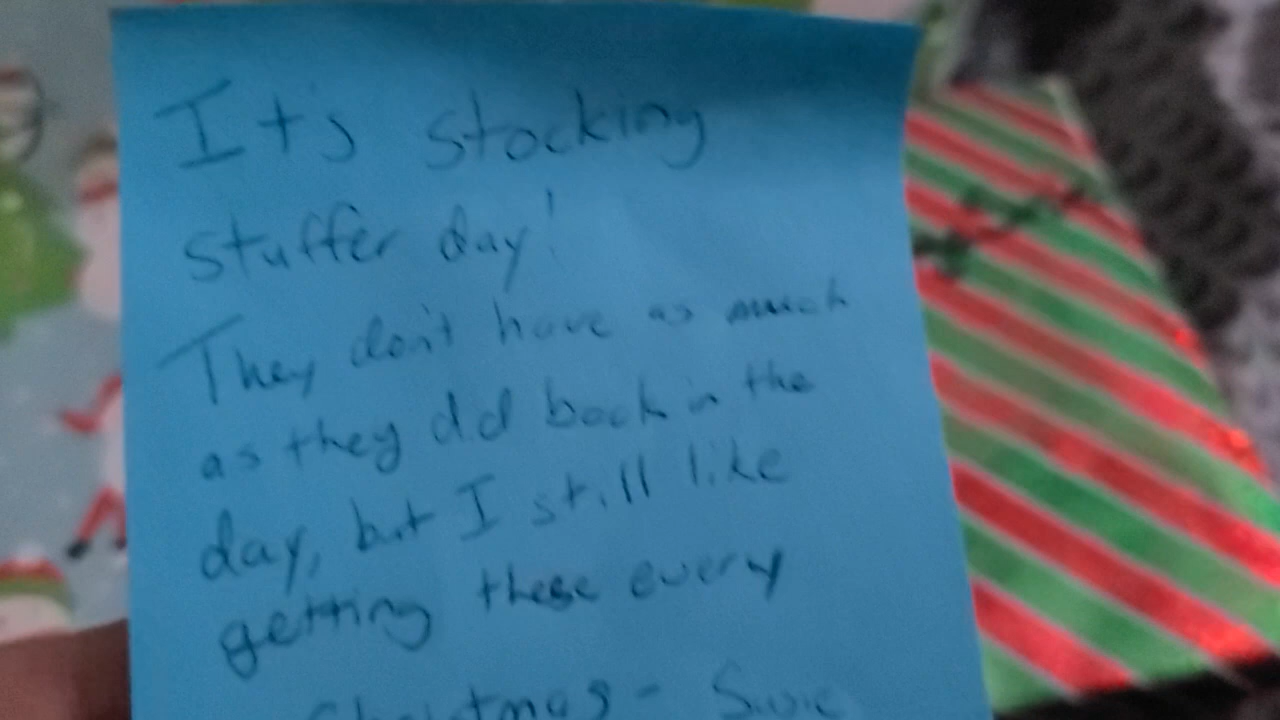 It's stocking
stuffer day!
They don't have as much
as they did back in the
day, but I still like
getting these every
Christmas -